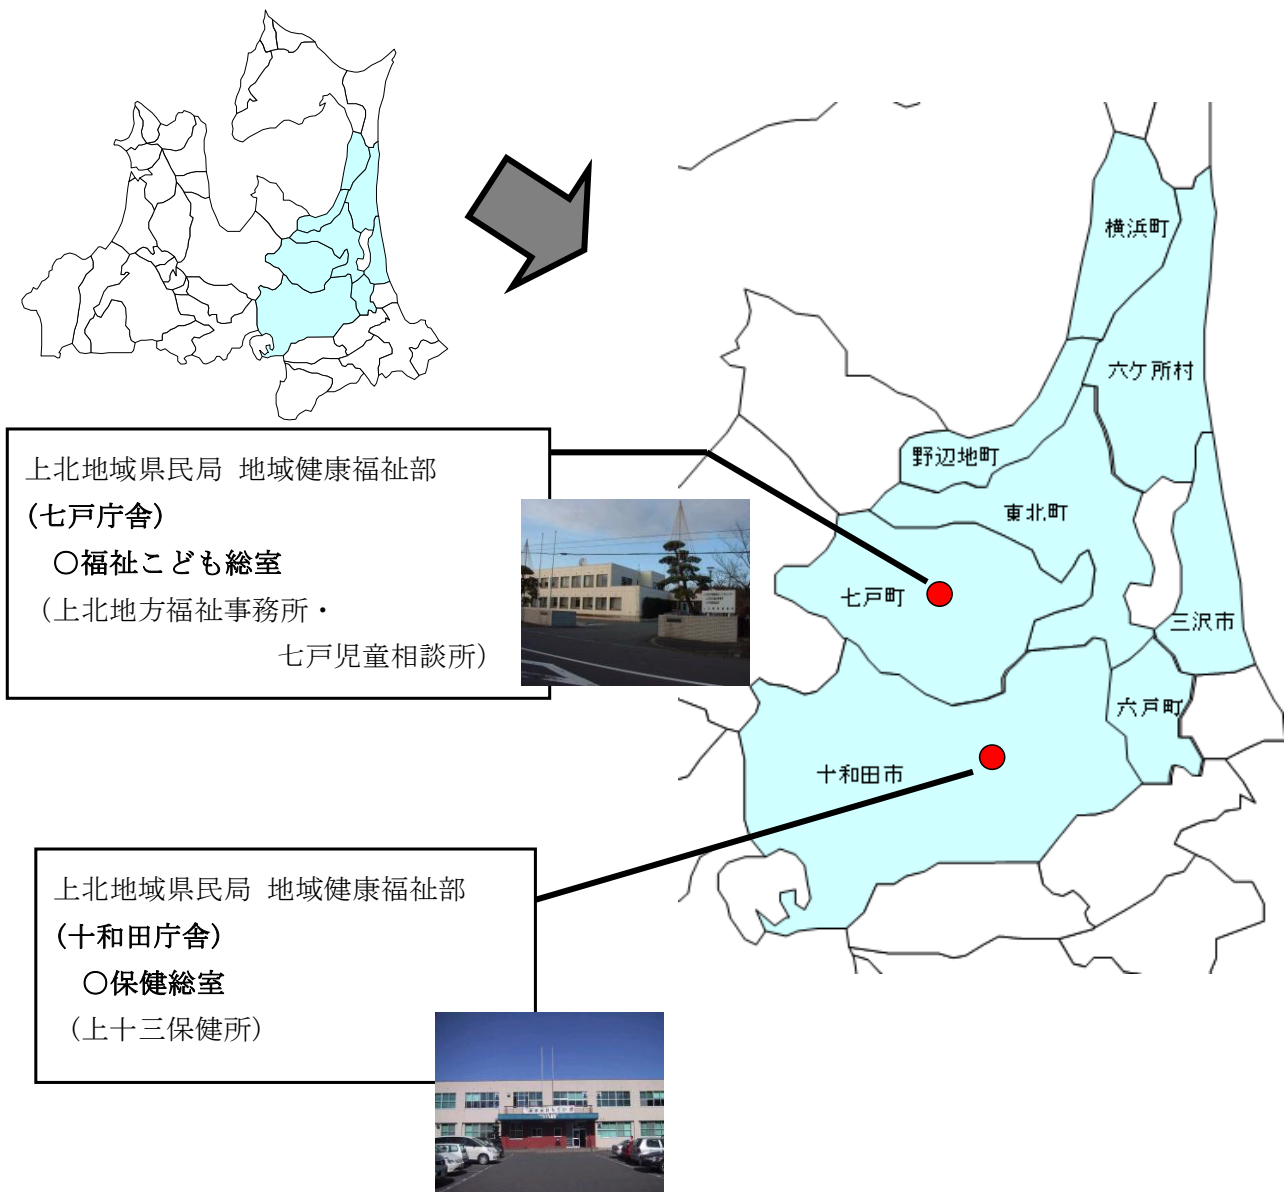 横浜町
六ケ所村
野辺地町
東北町
七戸町
三沢市
六戸町
十和田市
上北地域県民局 地域健康福祉部
(七戸庁舎)
○福祉こども総室
(上北地方福祉事務所・
七戸児童相談所)
上北地域県民局 地域健康福祉部
(十和田庁舎)
○保健総室
(上十三保健所)